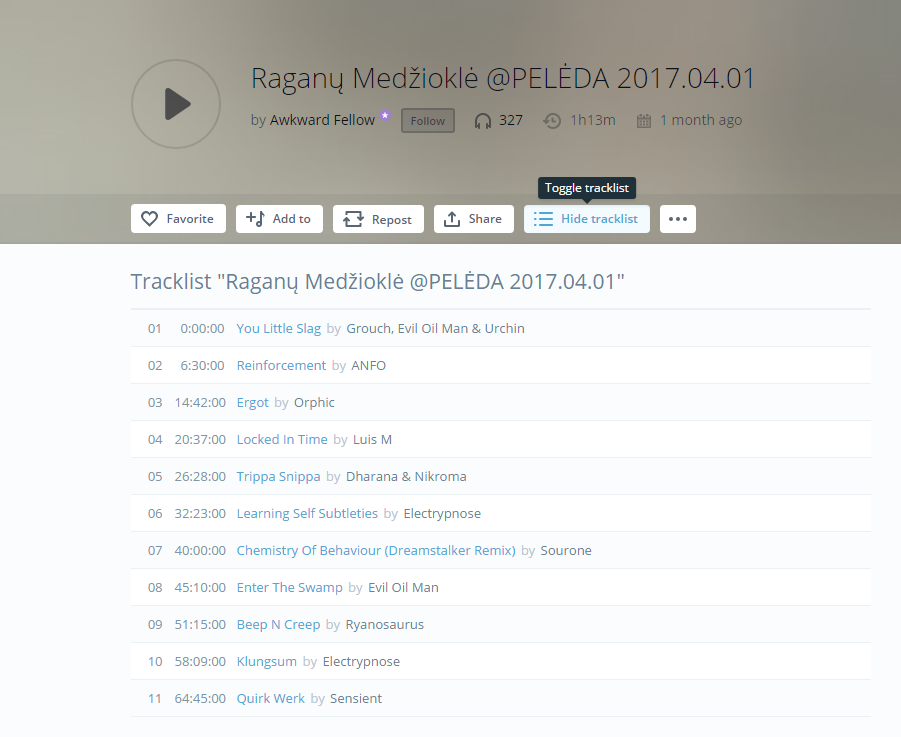 Raganų Medžioklė @PELĖDA 2017.04.01
by Awkward Fellow Follow 327 1h13m 1 month ago
Toggle tracklist
Favorite Add to Repost Share Hide tracklist
Tracklist "Raganų Medžioklė @PELĖDA 2017.04.01"
01 0:00:00 You Little Slag by Grouch, Evil Oil Man & Urchin
02 6:30:00 Reinforcement by ANFO
03 14:42:00 Ergot by Orphic
04 20:37:00 Locked In Time by Luis M
05 26:28:00 Trippa Snippa by Dharana & Nikroma
06 32:23:00 Learning Self Subtleties by Electrypnose
07 40:00:00 Chemistry Of Behaviour (Dreamstalker Remix) by Sourone
08 45:10:00 Enter The Swamp by Evil Oil Man
09 51:15:00 Beep N Creep by Ryanosaurus
10 58:09:00 Klungsum by Electrypnose
11 64:45:00 Quirk Werk by Sensient